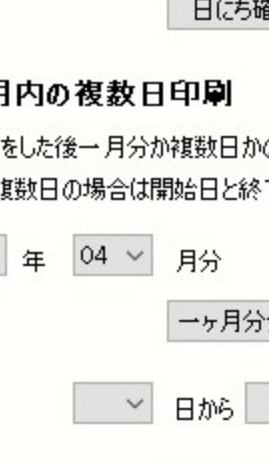 日にち確
月内の複数日印刷
をした後一月分か複数日かの
複数日の場合は開始日と終
年 04 月分
一ヶ月分
日から